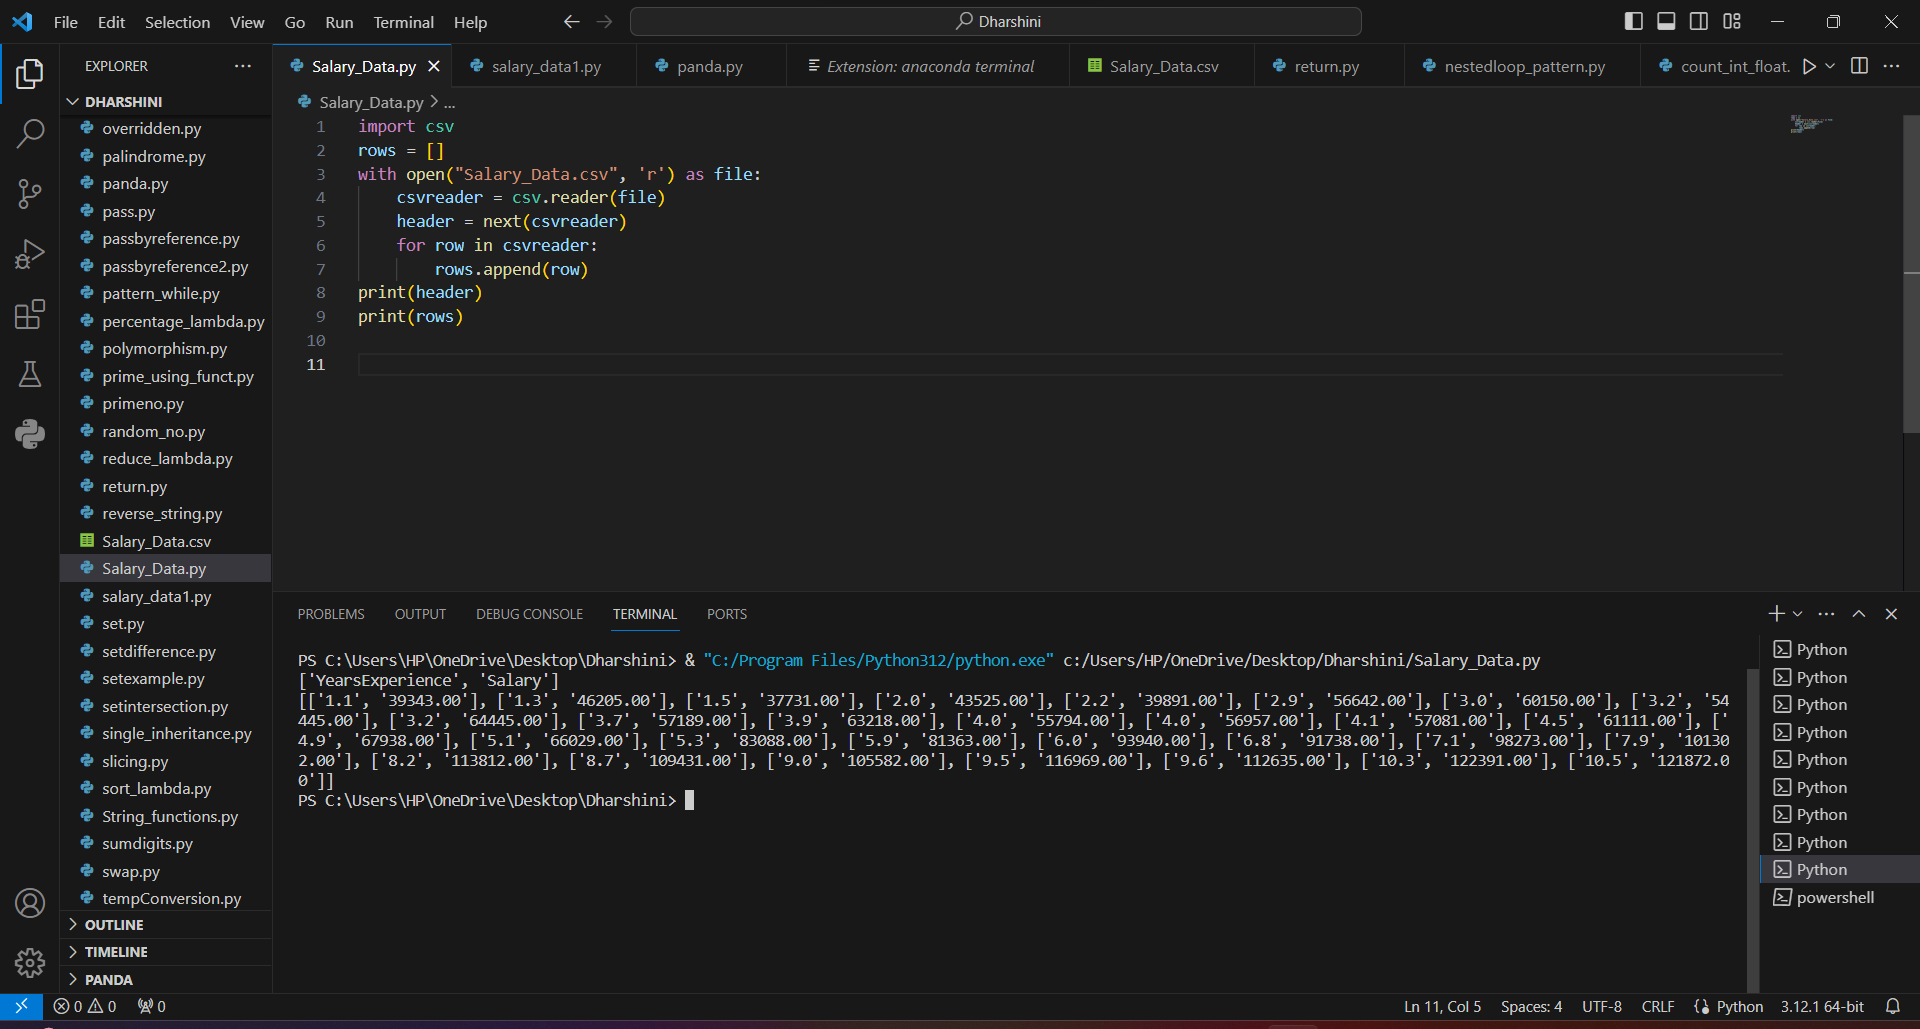 File Edit Selection View Go Run Terminal Help
Dharshini
EXPLORER
DHARSHINI
overridden.py
palindrome.py
panda.py
pass.py
passbyreference.py
passbyreference2.py
pattern_while.py
percentage_lambda.py
polymorphism.py
prime_using_funct.py
primeno.py
random_no.py
reduce_lambda.py
return.py
reverse_string.py
Salary_Data.csv
Salary_Data.py
salary_data1.py
set.py
setdifference.py
setexample.py
setintersection.py
single_inheritance.py
slicing.py
sort_lambda.py
String_functions.py
sumdigits.py
swap.py
tempConversion.py
OUTLINE
TIMELINE
PANDA
Salary_Data.py salary_data1.py panda.py Extension: anaconda terminal Salary_Data.csv return.py nestedloop_pattern.py count_int_float.
Salary_Data.py > ...
1 import csv
2 rows = []
3 with open("Salary_Data.csv", 'r') as file:
4 csvreader = csv.reader(file)
5 header = next(csvreader)
6 for row in csvreader:
7 rows.append(row)
8 print(header)
9 print(rows)
10
11
PROBLEMS OUTPUT DEBUG CONSOLE TERMINAL PORTS
PS C:\Users\HP\OneDrive\Desktop\Dharshini> & "C:/Program Files/Python312/python.exe" c:/Users/HP/OneDrive/Desktop/Dharshini/Salary_Data.py
['YearsExperience', 'Salary']
[['1.1', '39343.00'], ['1.3', '46205.00'], ['1.5', '37731.00'], ['2.0', '43525.00'], ['2.2', '39891.00'], ['2.9', '56642.00'], ['3.0', '60150.00'], ['3.2', '54
445.00'], ['3.2', '64445.00'], ['3.7', '57189.00'], ['3.9', '63218.00'], ['4.0', '55794.00'], ['4.0', '56957.00'], ['4.1', '57081.00'], ['4.5', '61111.00'], ['
4.9', '67938.00'], ['5.1', '66029.00'], ['5.3', '83088.00'], ['5.9', '81363.00'], ['6.0', '93940.00'], ['6.8', '91738.00'], ['7.1', '98273.00'], ['7.9', '10130
2.00'], ['8.2', '113812.00'], ['8.7', '109431.00'], ['9.0', '105582.00'], ['9.5', '116969.00'], ['9.6', '112635.00'], ['10.3', '122391.00'], ['10.5', '121872.0
0']]
PS C:\Users\HP\OneDrive\Desktop\Dharshini>
Python
Python
Python
Python
Python
Python
Python
Python
Python
powershell
0 0 0
Ln 11, Col 5 Spaces: 4 UTF-8 CRLF Python 3.12.1 64-bit